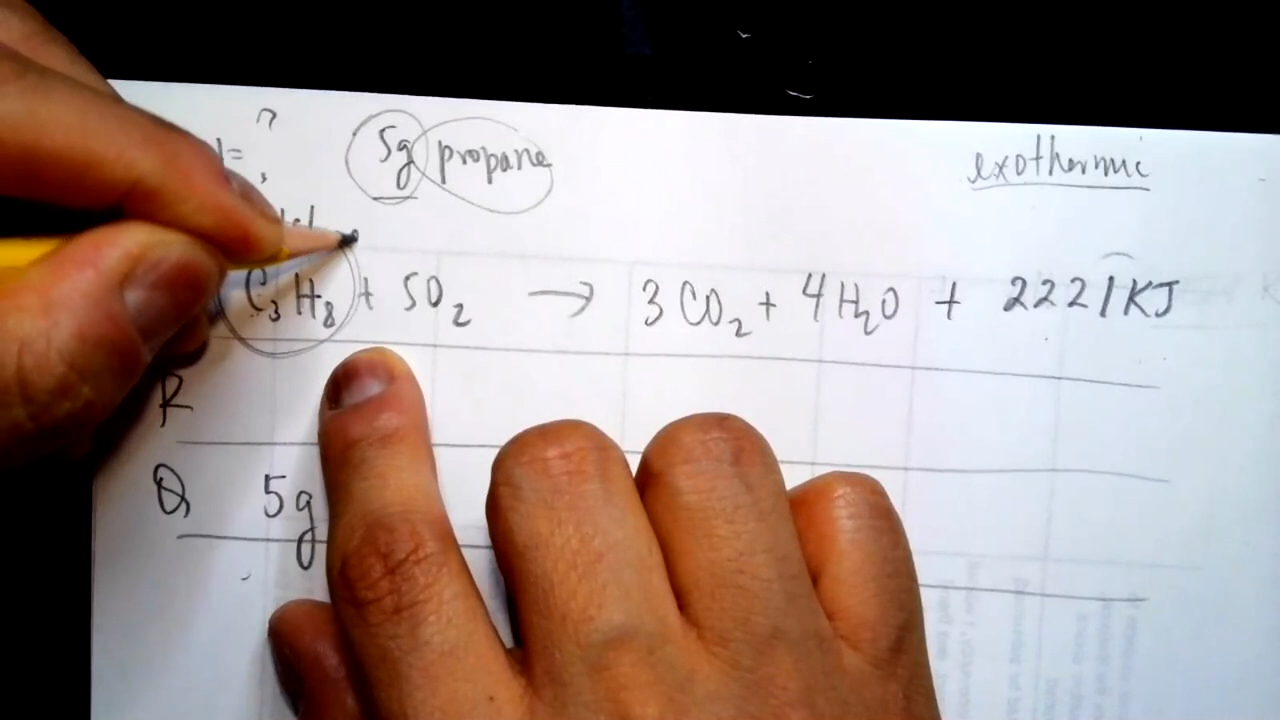 ?
5g propane exothermic
C3H8 + 5O2 → 3CO2 + 4H2O + 2221KJ
R
Q 5g